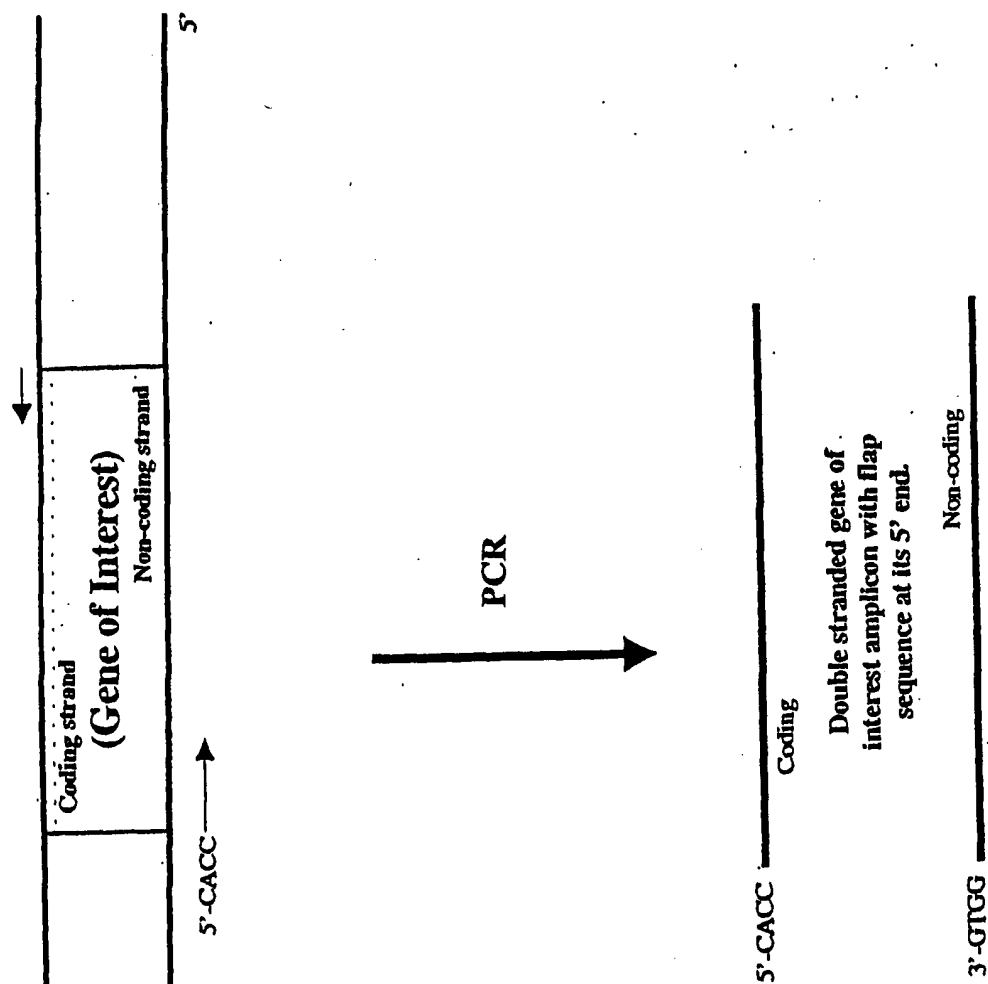 5'
Coding strand
(Gene of Interest)
Non-coding strand
5'-CACC
PCR
5'-CACC
Coding
Double stranded gene of
interest amplicon with flap
sequence at its 5' end.
Non-coding
3'-GTGG